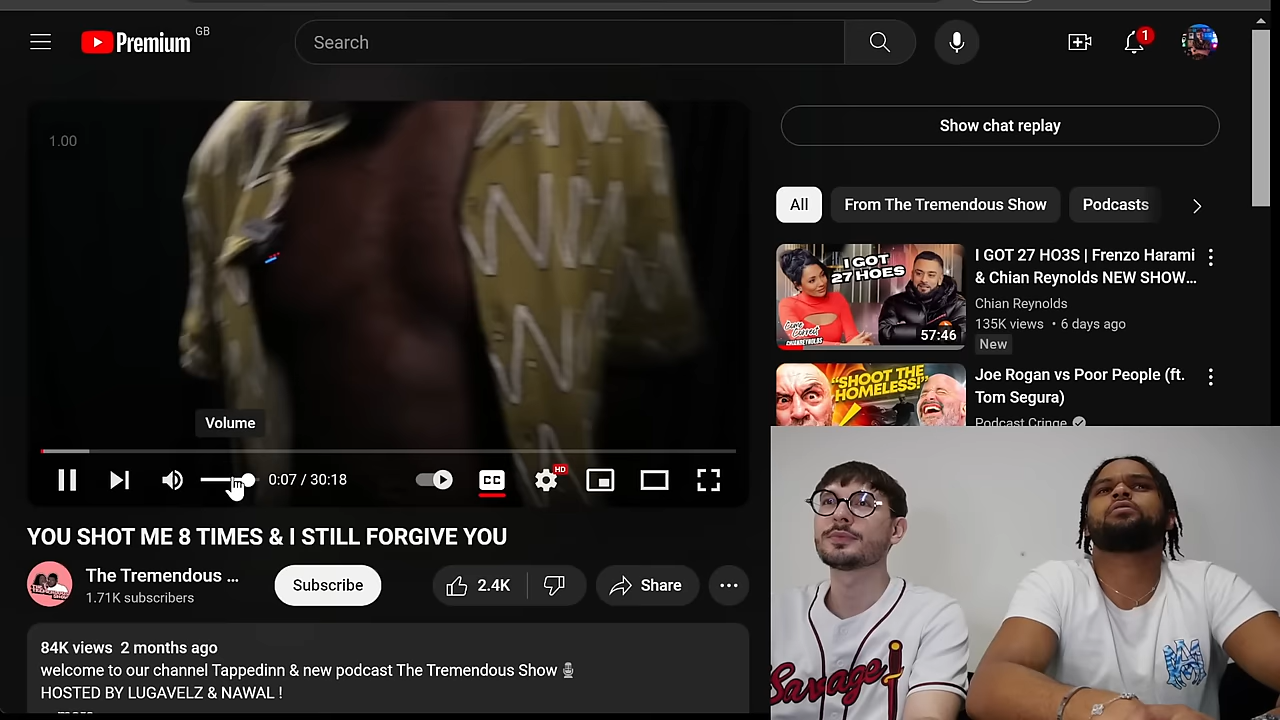 Premium GB
Search
1
1.00
Show chat replay
All
From The Tremendous Show
Podcasts
I GOT 27 HOES
57:46
I GOT 27 HO3S | Frenzo Harami
& Chian Reynolds NEW SHOW...
Chian Reynolds
135K views • 6 days ago
New
"SHOOT THE
HOMELESS!"
Joe Rogan vs Poor People (ft.
Tom Segura)
Podcast Cringe
Volume
0:07 / 30:18
CC
HD
YOU SHOT ME 8 TIMES & I STILL FORGIVE YOU
The Tremendous ...
1.71K subscribers
Subscribe
2.4K
Share
84K views 2 months ago
welcome to our channel Tappedinn & new podcast The Tremendous Show
HOSTED BY LUGAVELZ & NAWAL !
Savage